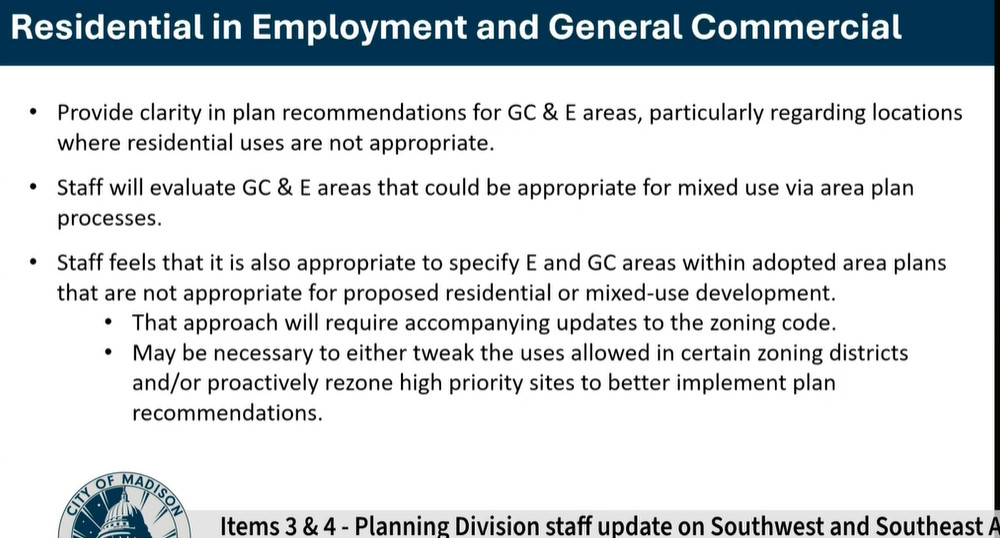 Residential in Employment and General Commercial
• Provide clarity in plan recommendations for GC & E areas, particularly regarding locations
where residential uses are not appropriate.
• Staff will evaluate GC & E areas that could be appropriate for mixed use via area plan
processes.
• Staff feels that it is also appropriate to specify E and GC areas within adopted area plans
that are not appropriate for proposed residential or mixed-use development.
• That approach will require accompanying updates to the zoning code.
• May be necessary to either tweak the uses allowed in certain zoning districts
and/or proactively rezone high priority sites to better implement plan
recommendations.
CITY OF MADISON
Items 3 & 4 - Planning Division staff update on Southwest and Southeast A